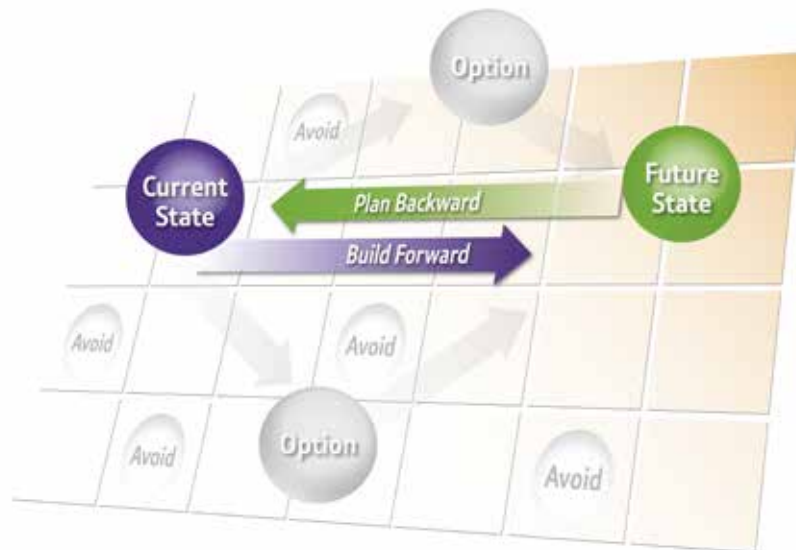 Option
Avoid
Current
State
Future
State
Plan Backward
Build Forward
Avoid
Avoid
Option
Avoid
Avoid